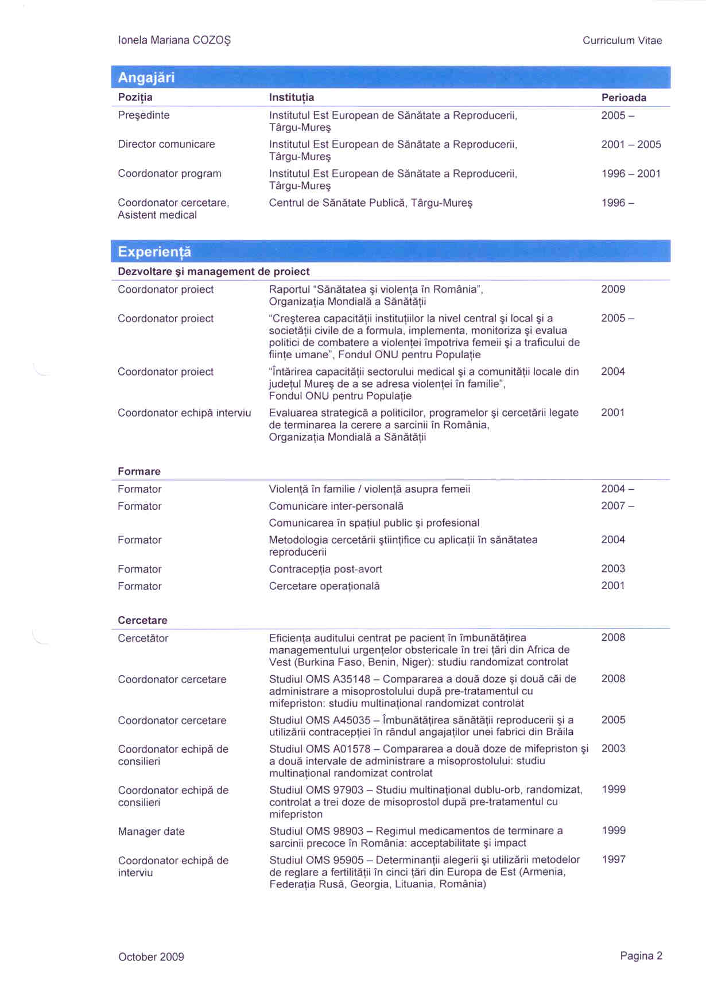 Ionela Mariana COZOŞ Curriculum Vitae
Angajări
Poziţia Instituţia Perioada
Preşedinte Institutul Est European de Sănătate a Reproducerii, 2005 –
Târgu-Mureş
Director comunicare Institutul Est European de Sănătate a Reproducerii, 2001 – 2005
Târgu-Mureş
Coordonator program Institutul Est European de Sănătate a Reproducerii, 1996 – 2001
Târgu-Mureş
Coordonator cercetare, Centrul de Sănătate Publică, Târgu-Mureş 1996 –
Asistent medical
Experienţă
Dezvoltare şi management de proiect
Coordonator proiect Raportul “Sănătatea şi violenţa în România”, 2009
Organizaţia Mondială a Sănătăţii
Coordonator proiect “Creşterea capacităţii instituţiilor la nivel central şi local şi a 2005 –
societăţii civile de a formula, implementa, monitoriza şi evalua
politici de combatere a violenţei împotriva femeii şi a traficului de
fiinţe umane”, Fondul ONU pentru Populaţie
Coordonator proiect “Întărirea capacităţii sectorului medical şi a comunităţii locale din 2004
judeţul Mureş de a se adresa violenţei în familie”,
Fondul ONU pentru Populaţie
Coordonator echipă interviu Evaluarea strategică a politicilor, programelor şi cercetării legate 2001
de terminarea la cerere a sarcinii în România,
Organizaţia Mondială a Sănătăţii
Formare
Formator Violenţă în familie / violenţă asupra femeii 2004 –
Formator Comunicare inter-personală 2007 –
Comunicarea în spaţiul public şi profesional
Formator Metodologia cercetării ştiinţifice cu aplicaţii în sănătatea 2004
reproducerii
Formator Contracepţia post-avort 2003
Formator Cercetare operaţională 2001
Cercetare
Cercetător Eficienţa auditului centrat pe pacient în îmbunătăţirea 2008
managementului urgenţelor obstericale în trei ţări din Africa de
Vest (Burkina Faso, Benin, Niger): studiu randomizat controlat
Coordonator cercetare Studiul OMS A35148 – Compararea a două doze şi două căi de 2008
administrare a misoprostolului după pre-tratamentul cu
mifepriston: studiu multinaţional randomizat controlat
Coordonator cercetare Studiul OMS A45035 – Îmbunătăţirea sănătăţii reproducerii şi a 2005
utilizării contracepţiei în rândul angajaţilor unei fabrici din Brăila
Coordonator echipă de Studiul OMS A01578 – Compararea a două doze de mifepriston şi 2003
consilieri a două intervale de administrare a misoprostolului: studiu
multinaţional randomizat controlat
Coordonator echipă de Studiul OMS 97903 – Studiu multinaţional dublu-orb, randomizat, 1999
consilieri controlat a trei doze de misoprostol după pre-tratamentul cu
mifepriston
Manager date Studiul OMS 98903 – Regimul medicamentos de terminare a 1999
sarcinii precoce în România: acceptabilitate şi impact
Coordonator echipă de Studiul OMS 95905 – Determinanţii alegerii şi utilizării metodelor 1997
interviu de reglare a fertilităţii în cinci ţări din Europa de Est (Armenia,
Federaţia Rusă, Georgia, Lituania, România)
October 2009 Pagina 2